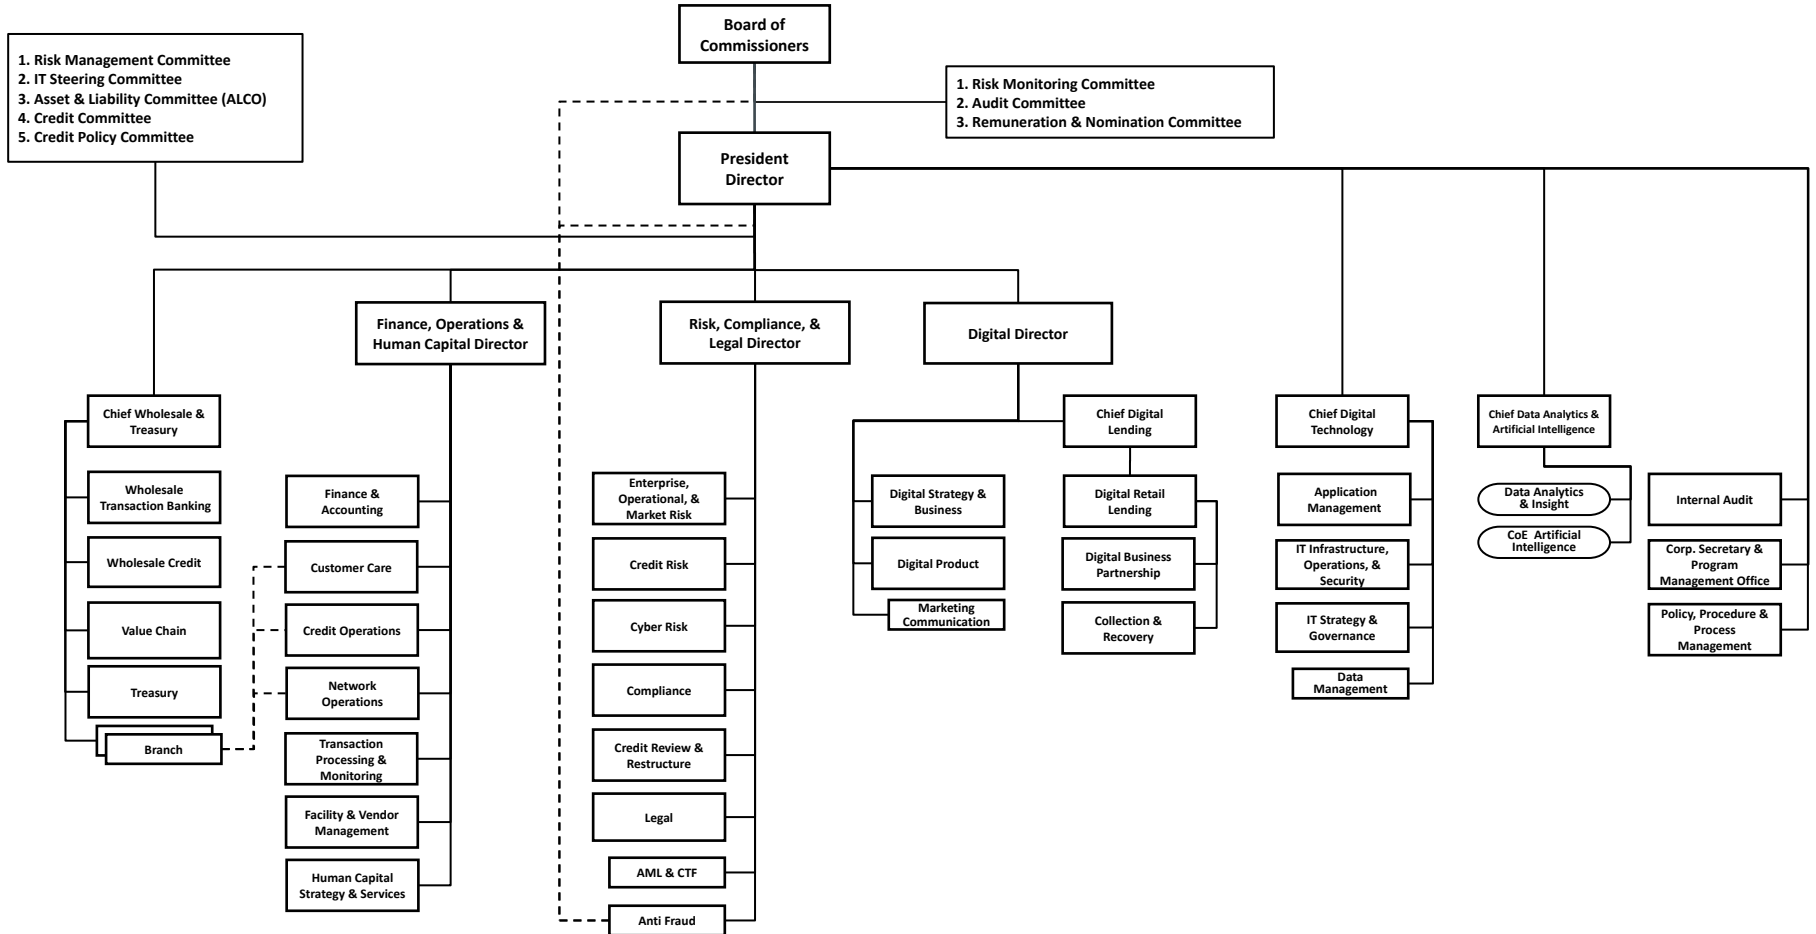 Board of
Commissioners
1. Risk Management Committee
2. IT Steering Committee
3. Asset & Liability Committee (ALCO)
4. Credit Committee
5. Credit Policy Committee
1. Risk Monitoring Committee
2. Audit Committee
3. Remuneration & Nomination Committee
President
Director
Finance, Operations &
Human Capital Director
Risk, Compliance, &
Legal Director
Digital Director
Chief Wholesale &
Treasury
Wholesale
Transaction Banking
Wholesale Credit
Value Chain
Treasury
Branch
Finance &
Accounting
Customer Care
Credit Operations
Network
Operations
Transaction
Processing &
Monitoring
Facility & Vendor
Management
Human Capital
Strategy & Services
Enterprise,
Operational, &
Market Risk
Credit Risk
Cyber Risk
Compliance
Credit Review &
Restructure
Legal
AML & CTF
Anti Fraud
Digital Strategy &
Business
Digital Product
Marketing
Communication
Chief Digital
Lending
Digital Retail
Lending
Digital Business
Partnership
Collection &
Recovery
Chief Digital
Technology
Application
Management
IT Infrastructure,
Operations, &
Security
IT Strategy &
Governance
Data
Management
Chief Data Analytics &
Artificial Intelligence
Data Analytics
& Insight
CoE Artificial
Intelligence
Internal Audit
Corp. Secretary &
Program
Management Office
Policy, Procedure &
Process
Management